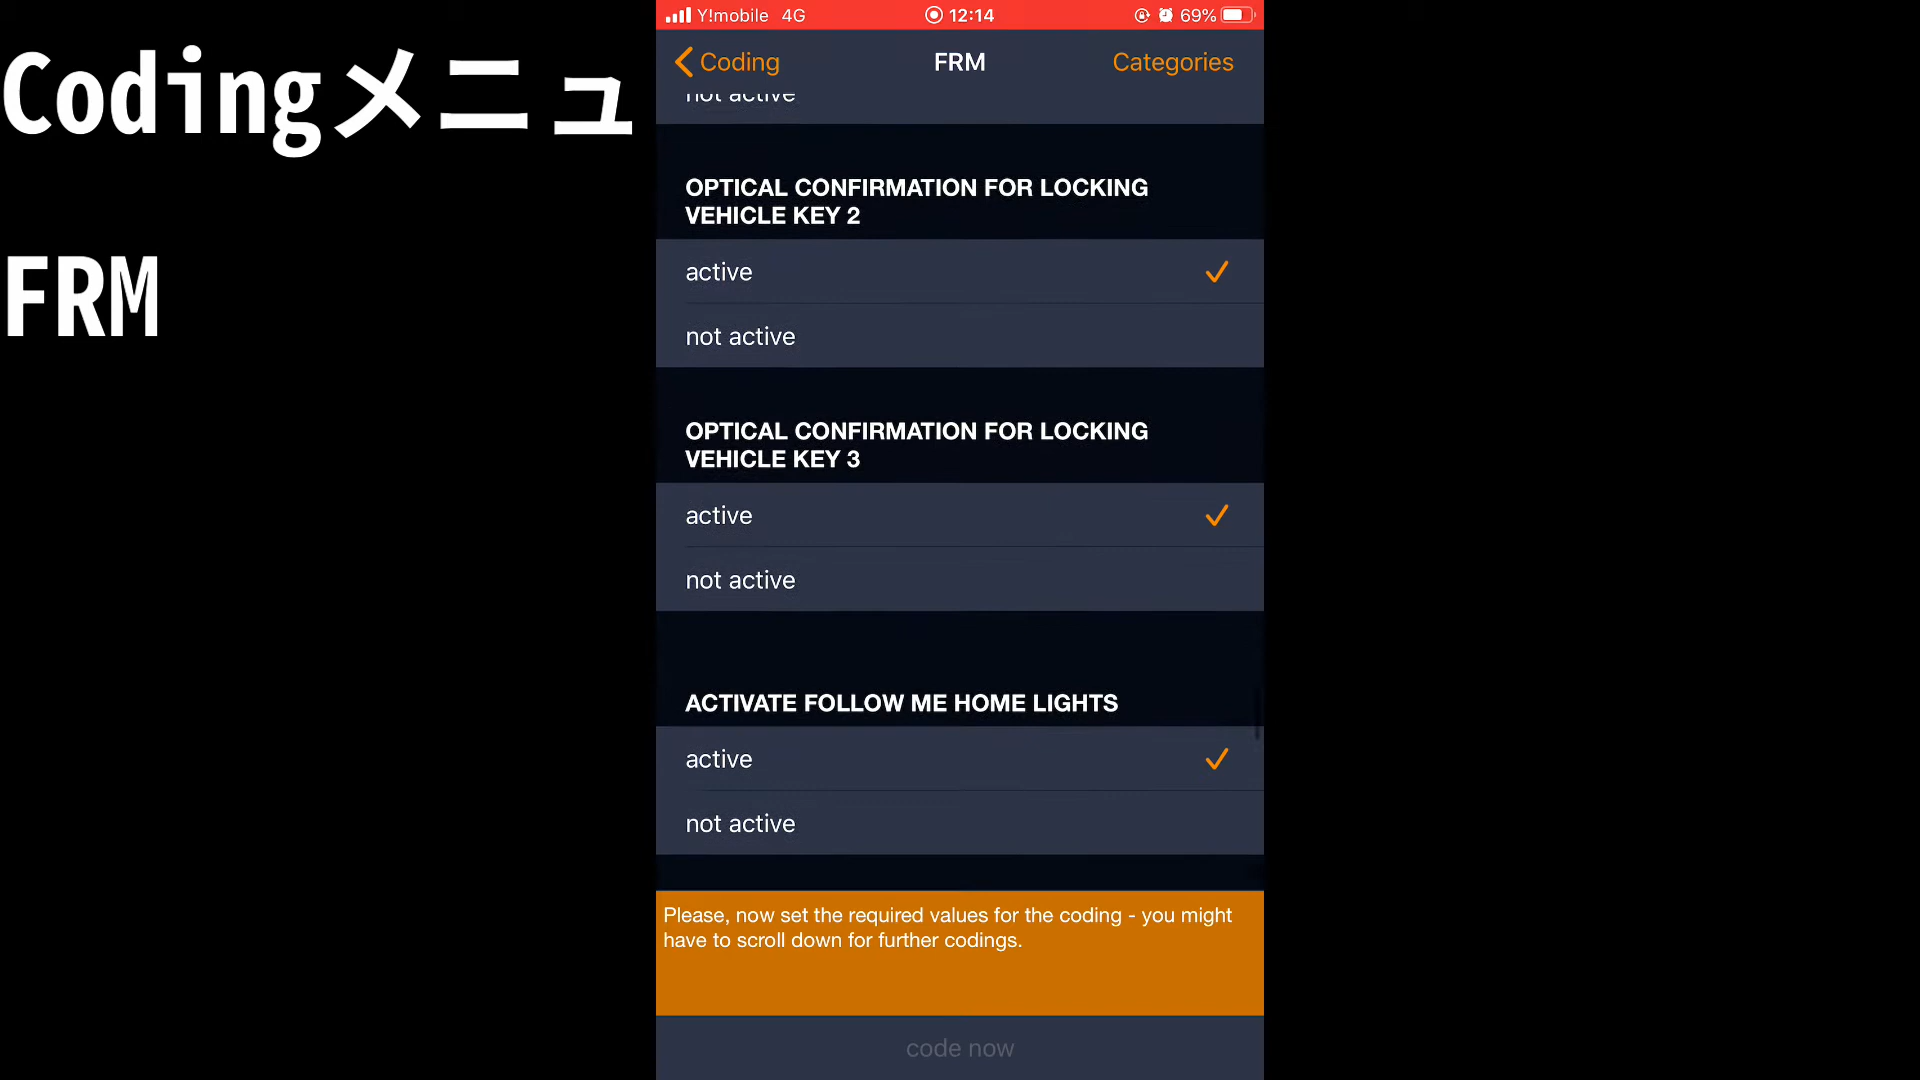 Codingメニュ
FRM
Y!mobile 4G 12:14 69%
Coding FRM Categories
not active
OPTICAL CONFIRMATION FOR LOCKING
VEHICLE KEY 2
active
not active
OPTICAL CONFIRMATION FOR LOCKING
VEHICLE KEY 3
active
not active
ACTIVATE FOLLOW ME HOME LIGHTS
active
not active
Please, now set the required values for the coding - you might
have to scroll down for further codings.
code now